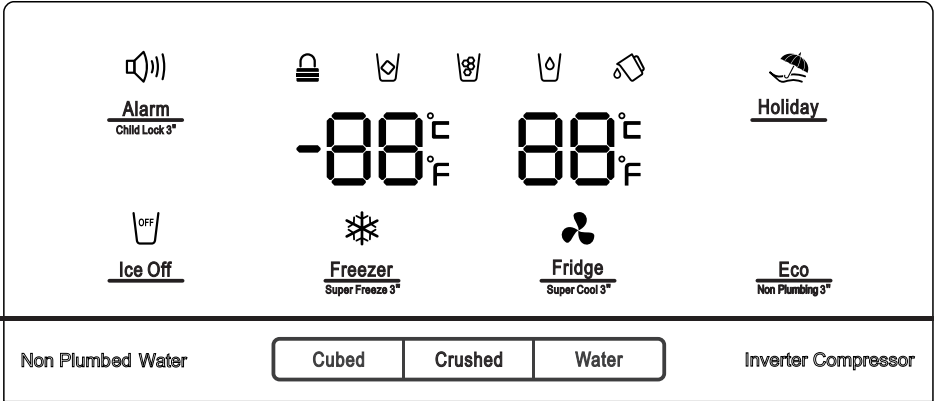 Alarm
Child Lock 3"
Holiday
-88 °C °F
88 °C °F
OFF
Ice Off
Freezer
Super Freeze 3"
Fridge
Super Cool 3"
Eco
Non Plumbing 3"
Non Plumbed Water
Cubed
Crushed
Water
Inverter Compressor